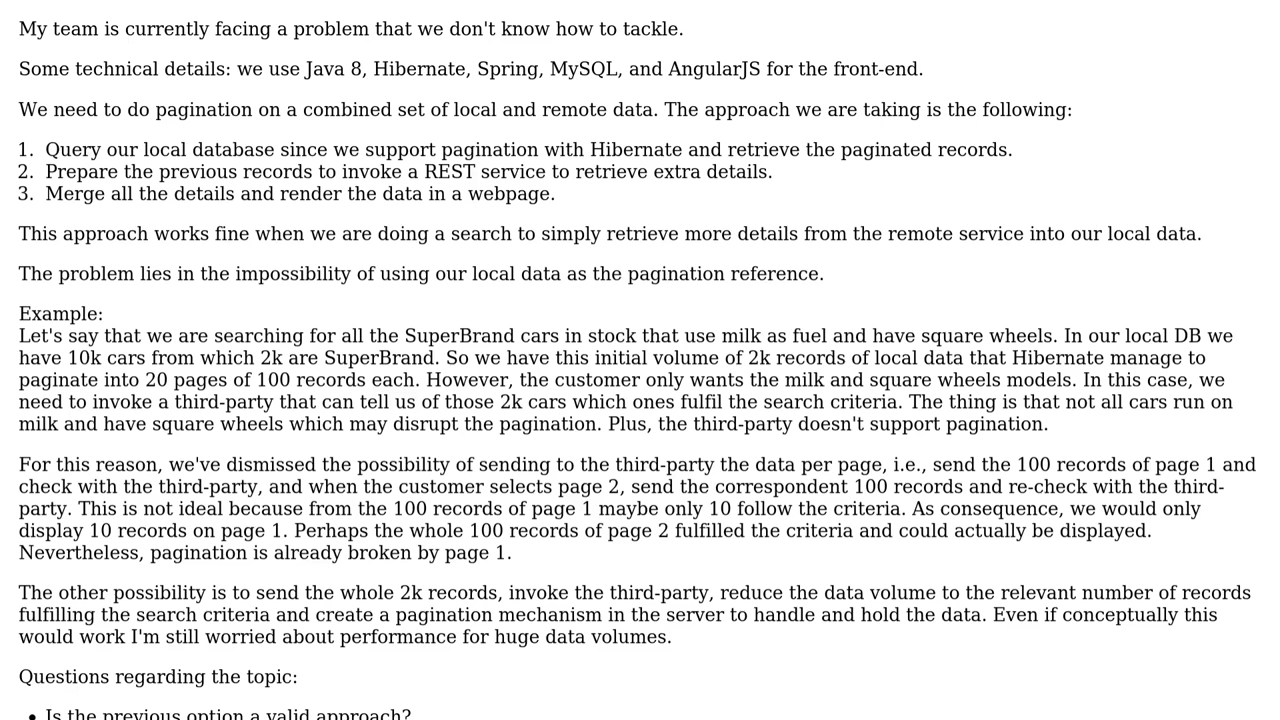 My team is currently facing a problem that we don't know how to tackle.
Some technical details: we use Java 8, Hibernate, Spring, MySQL, and AngularJS for the front-end.
We need to do pagination on a combined set of local and remote data. The approach we are taking is the following:
1. Query our local database since we support pagination with Hibernate and retrieve the paginated records.
2. Prepare the previous records to invoke a REST service to retrieve extra details.
3. Merge all the details and render the data in a webpage.
This approach works fine when we are doing a search to simply retrieve more details from the remote service into our local data.
The problem lies in the impossibility of using our local data as the pagination reference.
Example:
Let's say that we are searching for all the SuperBrand cars in stock that use milk as fuel and have square wheels. In our local DB we
have 10k cars from which 2k are SuperBrand. So we have this initial volume of 2k records of local data that Hibernate manage to
paginate into 20 pages of 100 records each. However, the customer only wants the milk and square wheels models. In this case, we
need to invoke a third-party that can tell us of those 2k cars which ones fulfil the search criteria. The thing is that not all cars run on
milk and have square wheels which may disrupt the pagination. Plus, the third-party doesn't support pagination.
For this reason, we've dismissed the possibility of sending to the third-party the data per page, i.e., send the 100 records of page 1 and
check with the third-party, and when the customer selects page 2, send the correspondent 100 records and re-check with the third-
party. This is not ideal because from the 100 records of page 1 maybe only 10 follow the criteria. As consequence, we would only
display 10 records on page 1. Perhaps the whole 100 records of page 2 fulfilled the criteria and could actually be displayed.
Nevertheless, pagination is already broken by page 1.
The other possibility is to send the whole 2k records, invoke the third-party, reduce the data volume to the relevant number of records
fulfilling the search criteria and create a pagination mechanism in the server to handle and hold the data. Even if conceptually this
would work I'm still worried about performance for huge data volumes.
Questions regarding the topic:
• Is the previous option a valid approach?